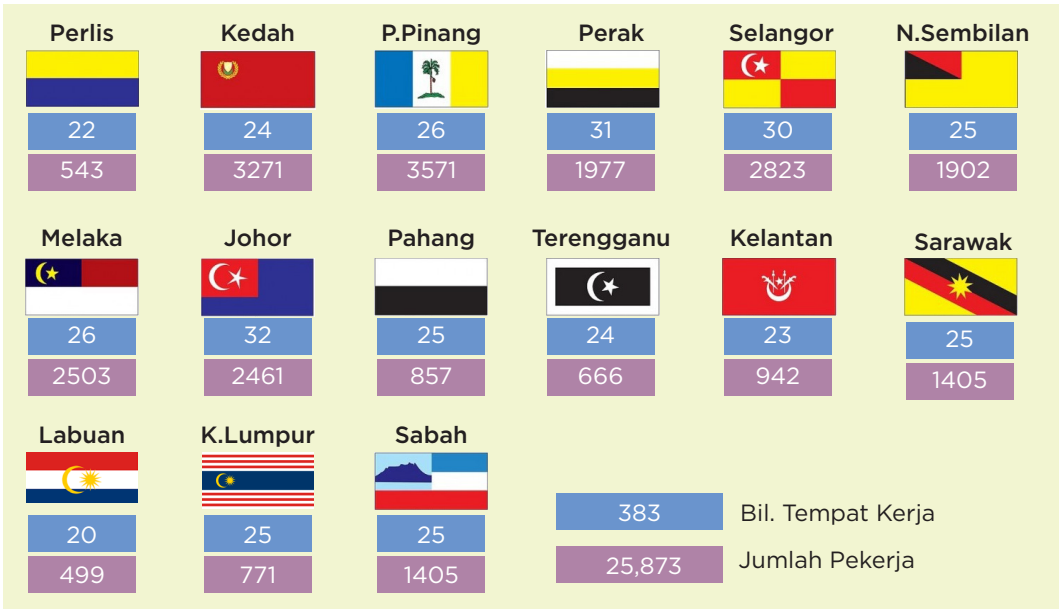 Perlis Kedah P.Pinang Perak Selangor N.Sembilan
22 24 26 31 30 25
543 3271 3571 1977 2823 1902
Melaka Johor Pahang Terengganu Kelantan Sarawak
26 32 25 24 23 25
2503 2461 857 666 942 1405
Labuan K.Lumpur Sabah
20 25 25
499 771 1405
383 Bil. Tempat Kerja
25,873 Jumlah Pekerja